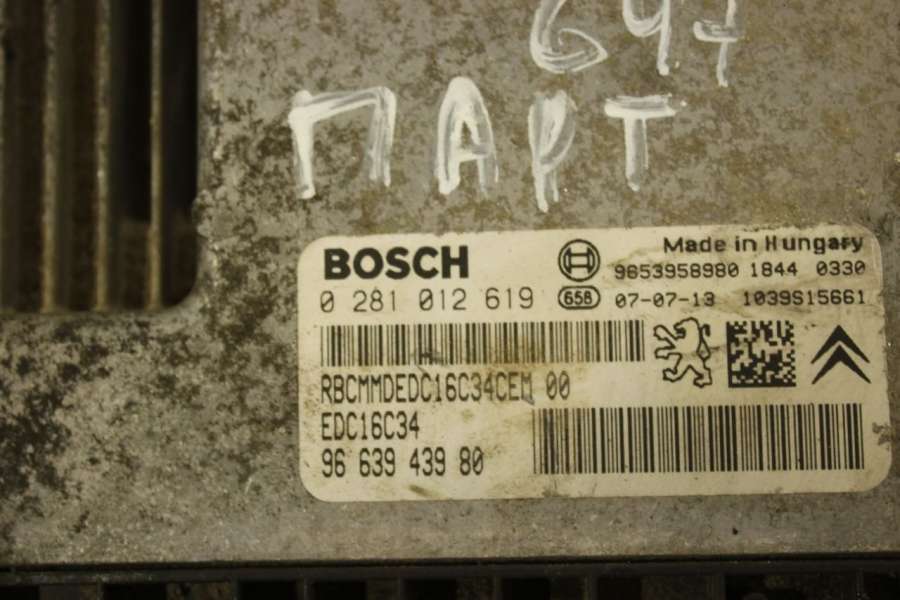 ПАРТ
BOSCH
Made in Hungary
9653958980 1844 0330
0 281 012 619 658 07-07-13 1039S15661
RBCMMDEDC16C34CEM 00
EDC16C34
96 639 439 80